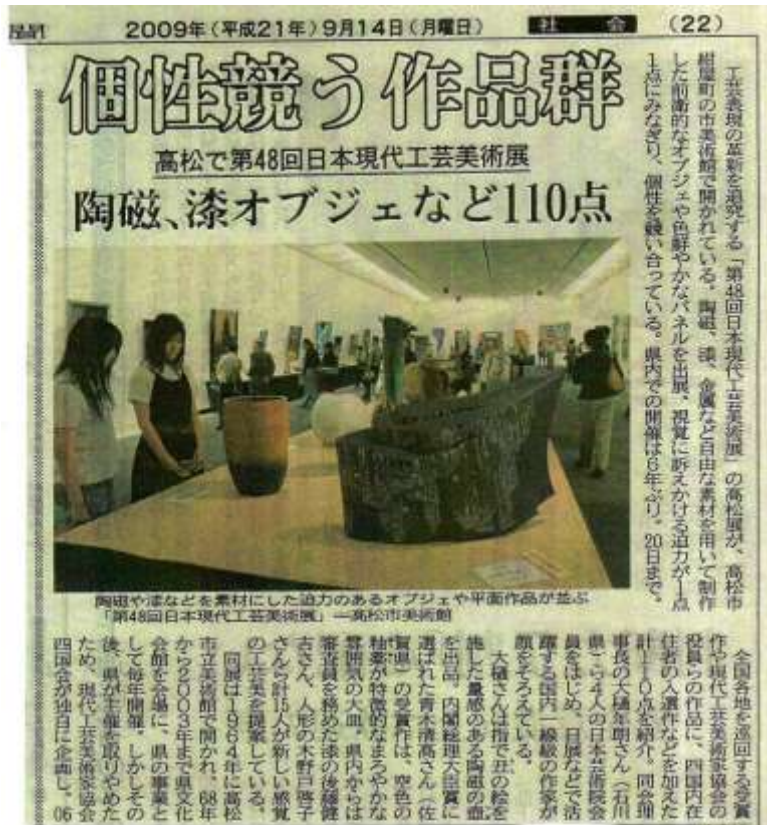 2009年(平成21年)9月14日(月曜日)
社会
(22)
個性競う作品群
高松で第48回日本現代工芸美術展
陶磁、漆オブジェなど110点
工芸表現の革新を追究する「第48回日本現代工芸美術展」の高松展が、高松市
紺屋町の市美術館で開かれている。陶磁、漆、金属など自由な素材を用いて制作
した前衛的なオブジェや色鮮やかなパネルを出展、視覚に訴えかける迫力が1点
1点にみなぎり、個性を競い合っている。県内での開催は6年ぶり。20日まで。
陶磁や漆などを素材にした迫力のあるオブジェや平面作品が並ぶ
「第48回日本現代工芸美術展」―高松市美術館
全国各地を巡回する受賞
作や現代工芸美術家協会の
役員らの作品に、四国内在
住者の入選作などを加えた
計110点を紹介。同会理
事長の大樋年朗さん(石川
県)ら4人の日本芸術院会
員をはじめ、日展などで活
躍する国内一線級の作家が
顔をそろえている。
大樋さんは指で丑の絵を
施した量感のある陶磁の壺
を出品。内閣総理大臣賞に
選ばれた青木清高さん(佐
賀県)の受賞作は、空色の
釉薬が特徴的なまろやかな
雰囲気の大皿。県内からは
審査員を務めた漆の後藤健
吉さん、人形の木野戸啓子
さんら計15人が新しい感覚
の工芸美を提案している。
同展は1964年に高松
市立美術館で開かれ、68年
から2003年まで県文化
会館を会場に、県の事業と
して毎年開催。しかしその
後、県が主催を取りやめた
ため、現代工芸美術家協会
四国会が独自に企画し、06